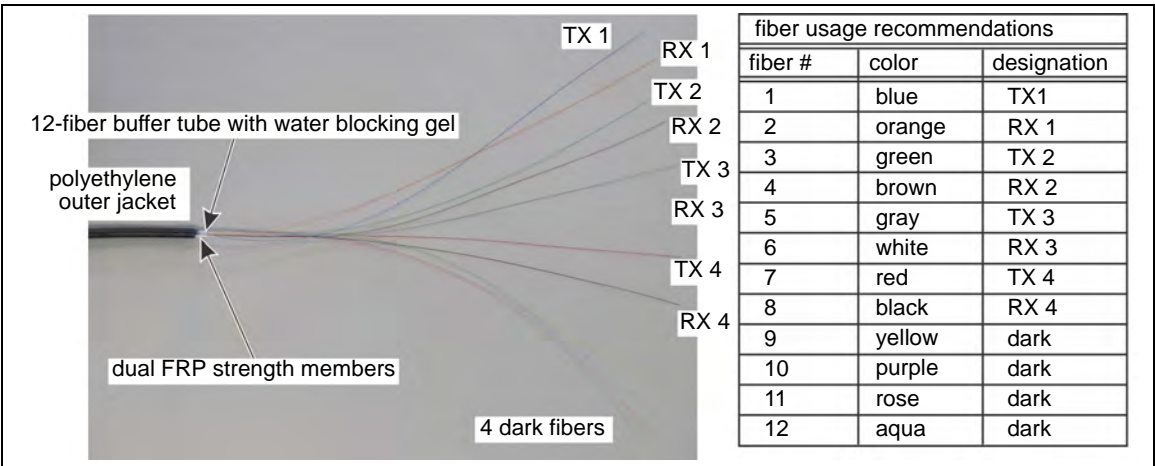 TX 1
RX 1
TX 2
12-fiber buffer tube with water blocking gel
RX 2
TX 3
polyethylene
outer jacket
RX 3
TX 4
RX 4
dual FRP strength members
4 dark fibers
fiber usage recommendations
fiber # color designation
1 blue TX1
2 orange RX 1
3 green TX 2
4 brown RX 2
5 gray TX 3
6 white RX 3
7 red TX 4
8 black RX 4
9 yellow dark
10 purple dark
11 rose dark
12 aqua dark